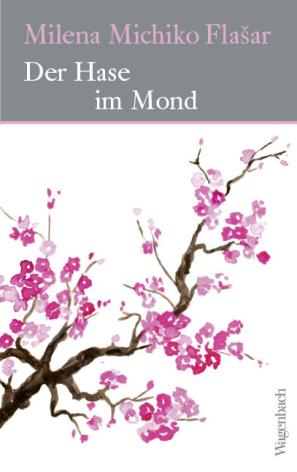 Milena Michiko Flašar
Der Hase
im Mond
Wagenbach